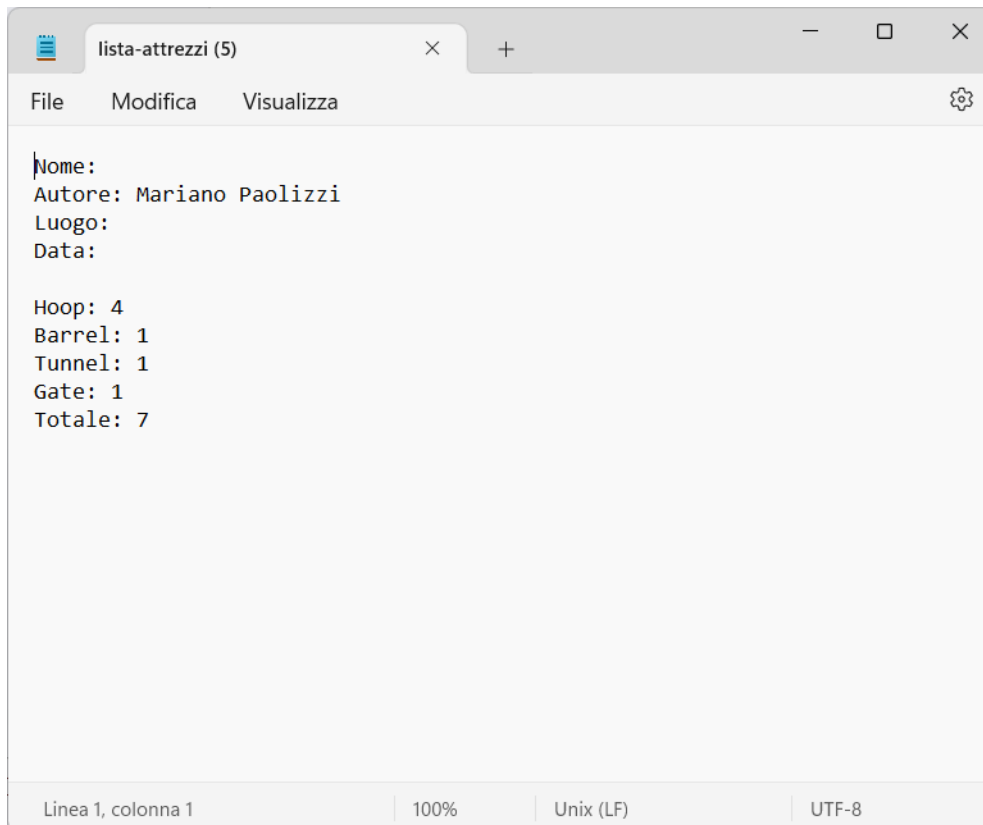 lista-attrezzi (5)
File Modifica Visualizza
Nome:
Autore: Mariano Paolizzi
Luogo:
Data:
Hoop: 4
Barrel: 1
Tunnel: 1
Gate: 1
Totale: 7
Linea 1, colonna 1 100% Unix (LF) UTF-8